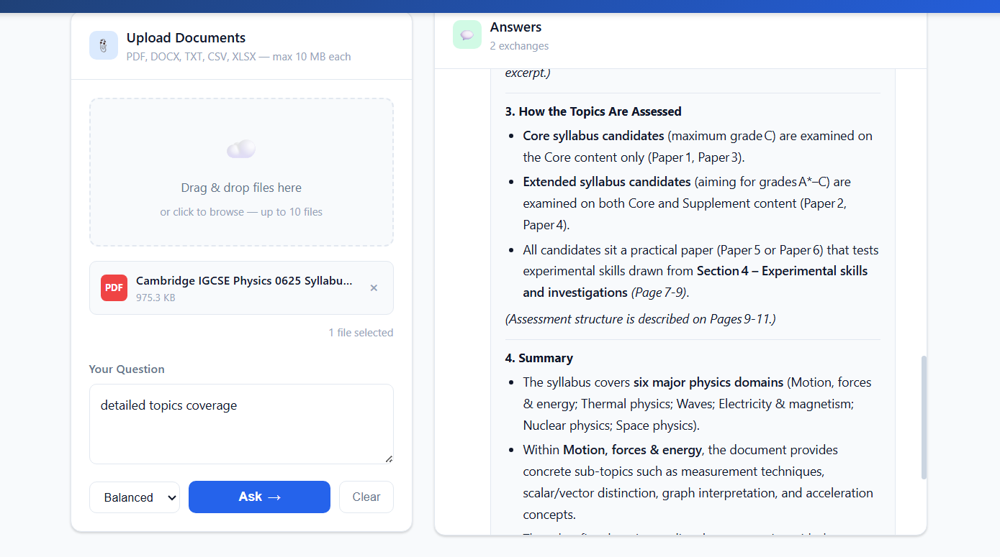 Upload Documents
PDF, DOCX, TXT, CSV, XLSX — max 10 MB each
Drag & drop files here
or click to browse — up to 10 files
PDF
Cambridge IGCSE Physics 0625 Syllabu...
975.3 KB
×
1 file selected
Your Question
detailed topics coverage
Balanced
Ask →
Clear
Answers
2 exchanges
excerpt.)
3. How the Topics Are Assessed
• Core syllabus candidates (maximum grade C) are examined on
the Core content only (Paper 1, Paper 3).
• Extended syllabus candidates (aiming for grades A*–C) are
examined on both Core and Supplement content (Paper 2,
Paper 4).
• All candidates sit a practical paper (Paper 5 or Paper 6) that tests
experimental skills drawn from Section 4 – Experimental skills
and investigations (Page 7-9).
(Assessment structure is described on Pages 9-11.)
4. Summary
• The syllabus covers six major physics domains (Motion, forces
& energy; Thermal physics; Waves; Electricity & magnetism;
Nuclear physics; Space physics).
• Within Motion, forces & energy, the document provides
concrete sub-topics such as measurement techniques,
scalar/vector distinction, graph interpretation, and acceleration
concepts.